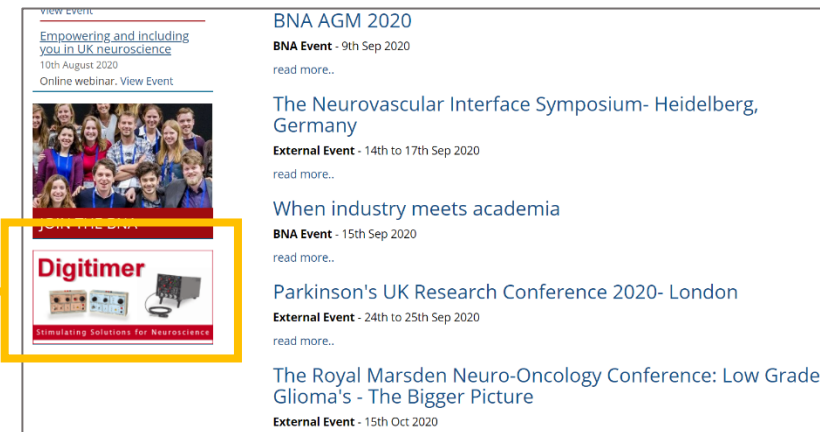 View Event
Empowering and including
you in UK neuroscience
10th August 2020
Online webinar. View Event
JOIN THE BNA
Digitimer
Stimulating Solutions for Neuroscience
BNA AGM 2020
BNA Event - 9th Sep 2020
read more..
The Neurovascular Interface Symposium- Heidelberg,
Germany
External Event - 14th to 17th Sep 2020
read more..
When industry meets academia
BNA Event - 15th Sep 2020
read more..
Parkinson's UK Research Conference 2020- London
External Event - 24th to 25th Sep 2020
read more..
The Royal Marsden Neuro-Oncology Conference: Low Grade
Glioma's - The Bigger Picture
External Event - 15th Oct 2020